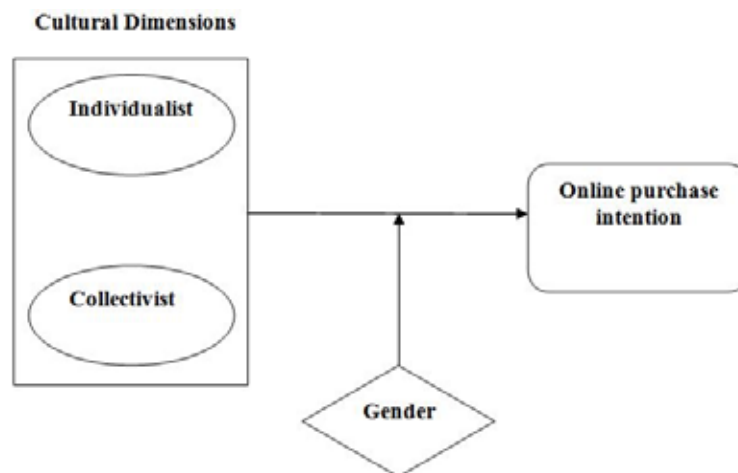 Cultural Dimensions
Individualist
Collectivist
Online purchase
intention
Gender